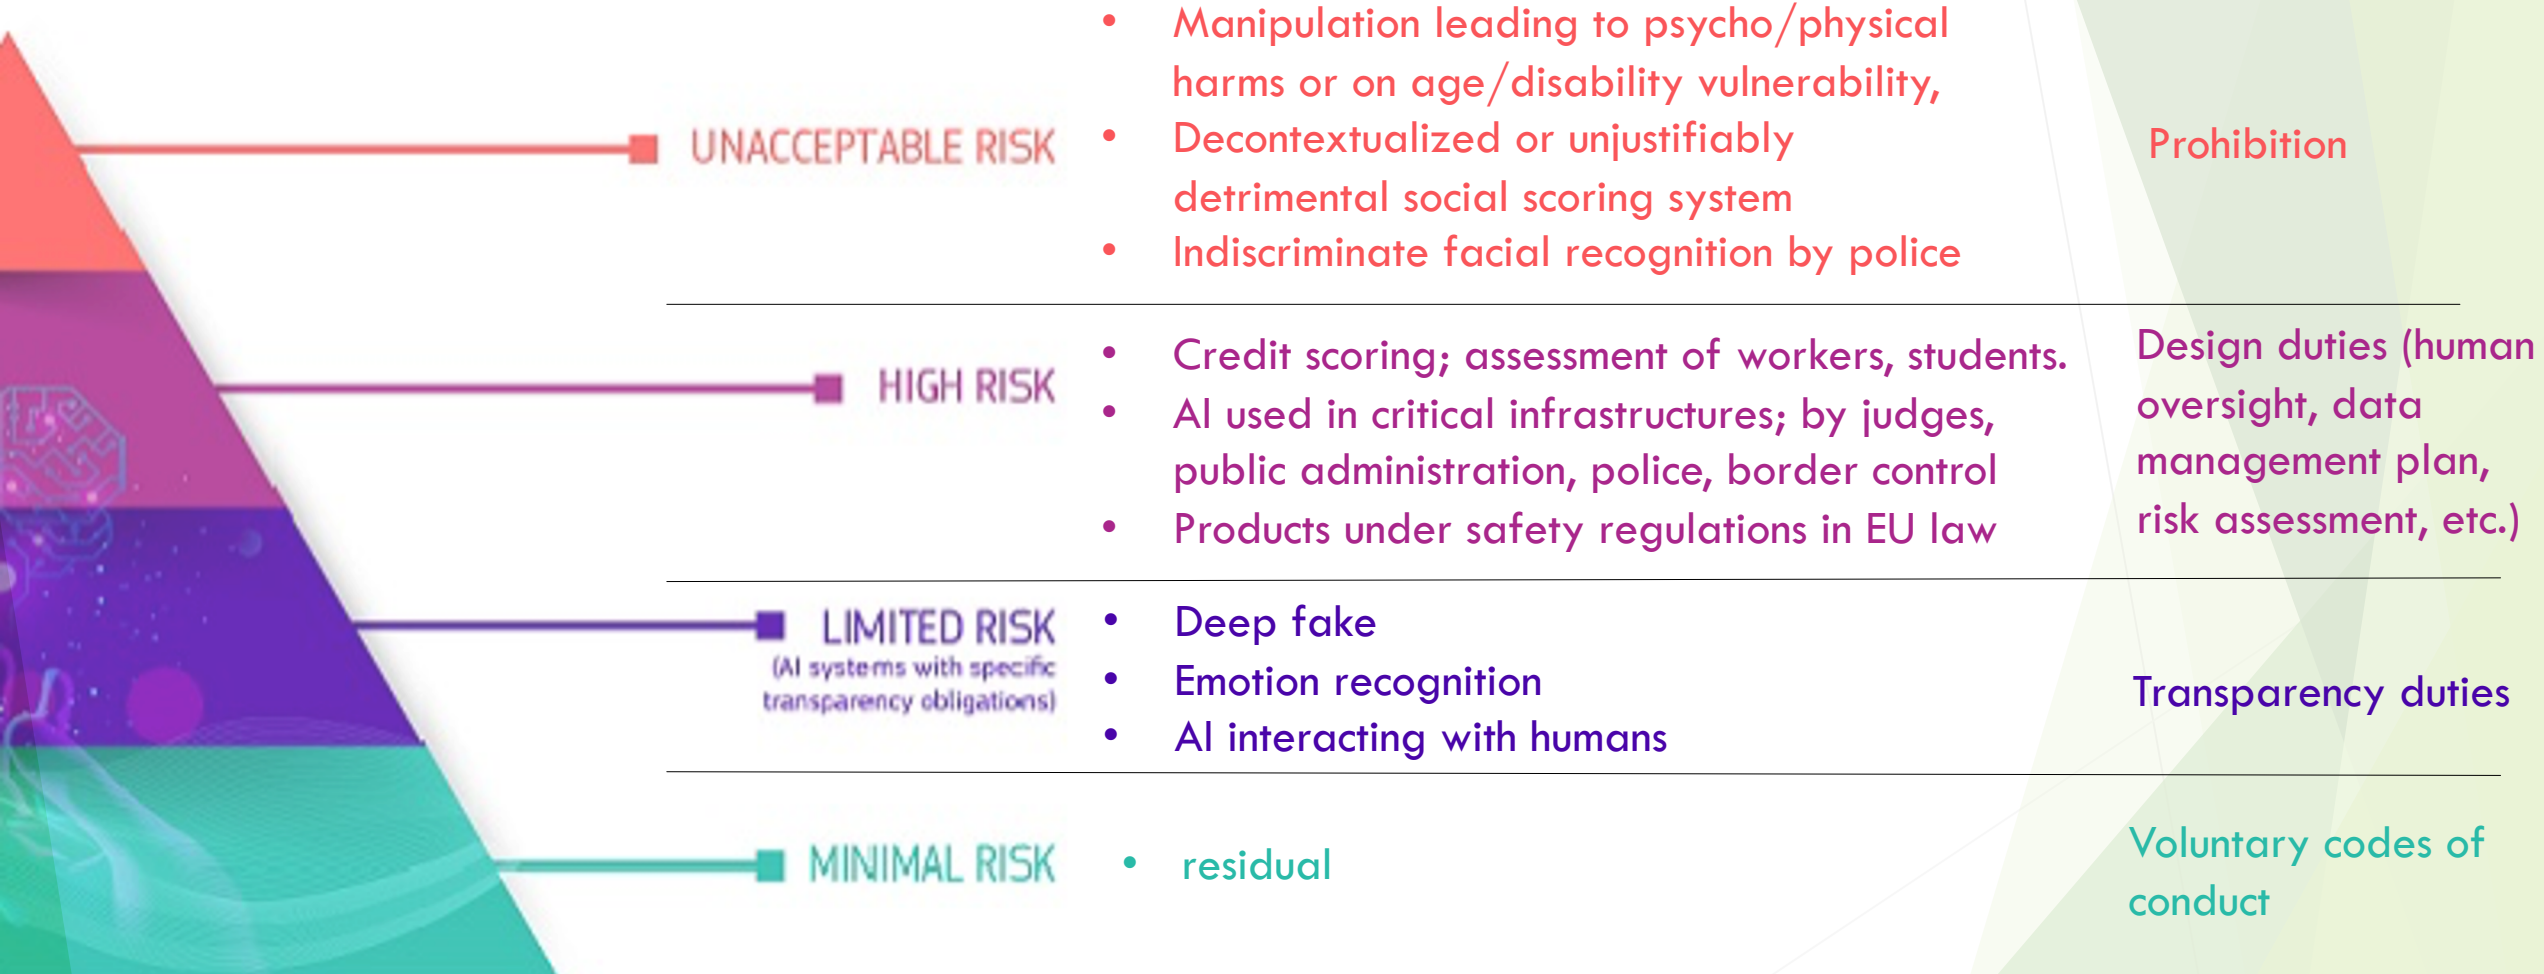 • Manipulation leading to psycho/physical
harms or on age/disability vulnerability,
UNACCEPTABLE RISK
• Decontextualized or unjustifiably
detrimental social scoring system
• Indiscriminate facial recognition by police
Prohibition
HIGH RISK
• Credit scoring; assessment of workers, students.
• AI used in critical infrastructures; by judges,
public administration, police, border control
• Products under safety regulations in EU law
Design duties (human
oversight, data
management plan,
risk assessment, etc.)
LIMITED RISK
(AI systems with specific
transparency obligations)
• Deep fake
• Emotion recognition
• AI interacting with humans
Transparency duties
MINIMAL RISK
• residual
Voluntary codes of
conduct